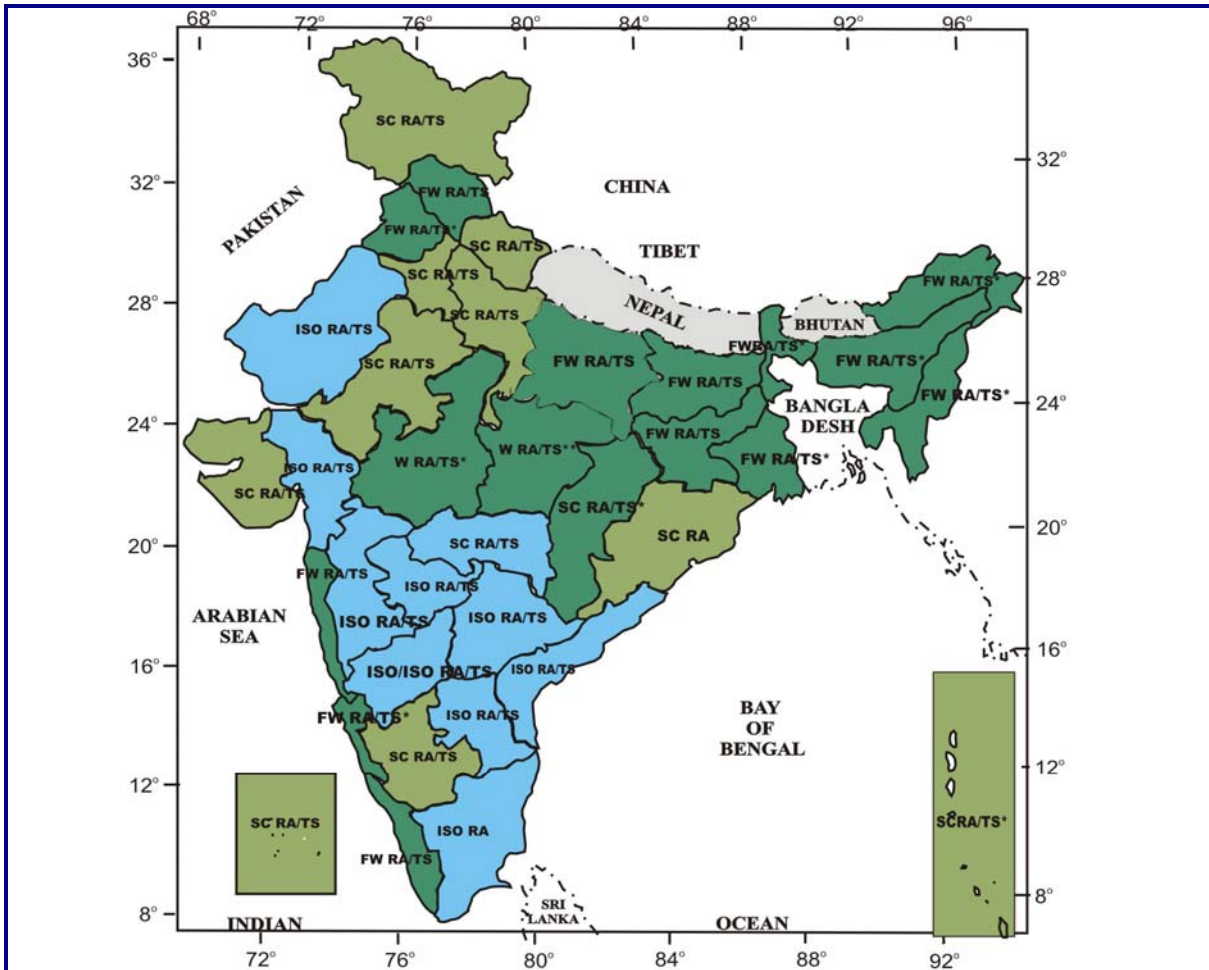 68° 72° 76° 80° 84° 88° 92° 96°
36°
SC RA/TS
32° 32°
FW RA/TS
CHINA
PAKISTAN
FW RA/TS*
SC RA/TS
TIBET
SC RA/TS
28° 28°
FW RA/TS*
NEPAL
SC RA/TS
ISO RA/TS
BHUTAN
FWRA/TS*
SC RA/TS
FW RA/TS
FW RA/TS*
FW RA/TS
FW RA/TS*
24° 24°
BANGLA
DESH
FW RA/TS
W RA/TS**
W RA/TS*
FW RA/TS*
ISO RA/TS
SC RA/TS
SC RA/TS*
20° 20°
SC RA
SC RA/TS
FW RA/TS
ISO RA/TS
ARABIAN
SEA
ISO RA/TS
ISO RA/TS
16° 16°
ISO/ISO RA/TS
ISO RA/TS
FW RA/TS*
ISO RA/TS
BAY
OF
BENGAL
SC RA/TS
12° 12°
SC RA/TS
ISO RA
SCRA/TS*
FW RA/TS
8° 8°
SRI
LANKA
INDIAN OCEAN
72° 76° 80° 84° 88° 92°